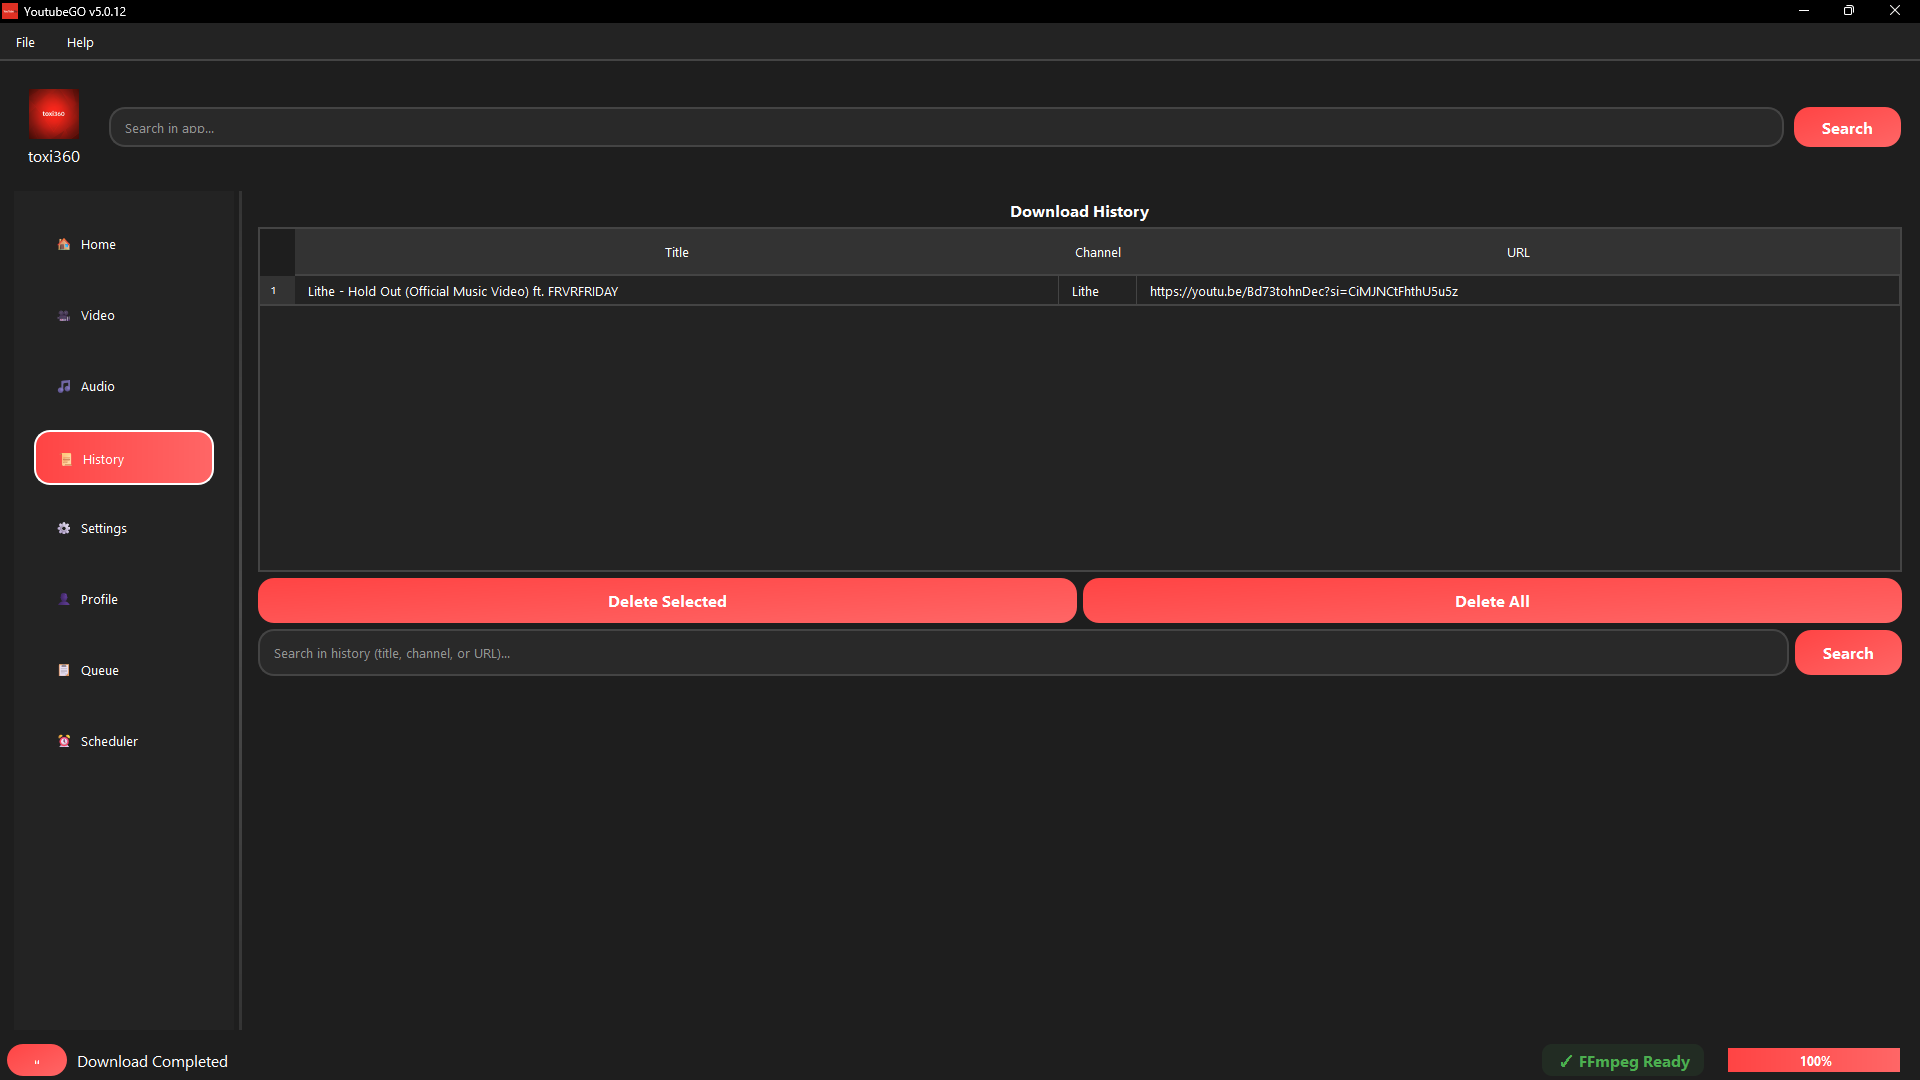 YoutubeGO v5.0.12
File Help
toxi360
Search in app...
Search
toxi360
Home
Video
Audio
History
Settings
Profile
Queue
Scheduler
Download History
Title Channel URL
1 Lithe - Hold Out (Official Music Video) ft. FRVRFRIDAY Lithe https://youtu.be/Bd73tohnDec?si=CiMJNCtFhthU5u5z
Delete Selected Delete All
Search in history (title, channel, or URL)... Search
Download Completed
✓ FFmpeg Ready
100%